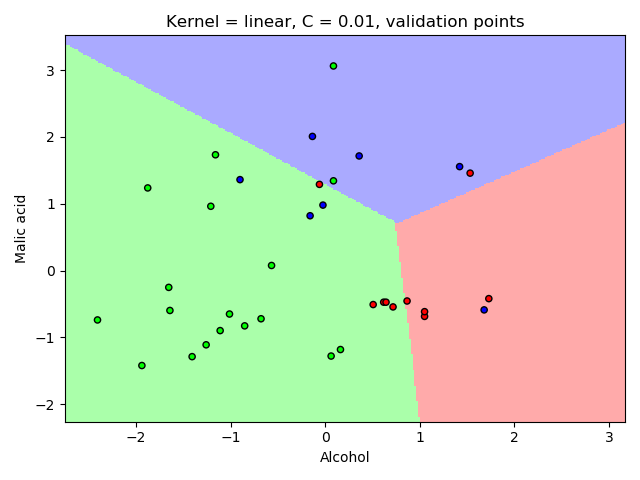 Kernel = linear, C = 0.01, validation points
3
2
1
0
−1
−2
Malic acid
−2 −1 0 1 2 3
Alcohol